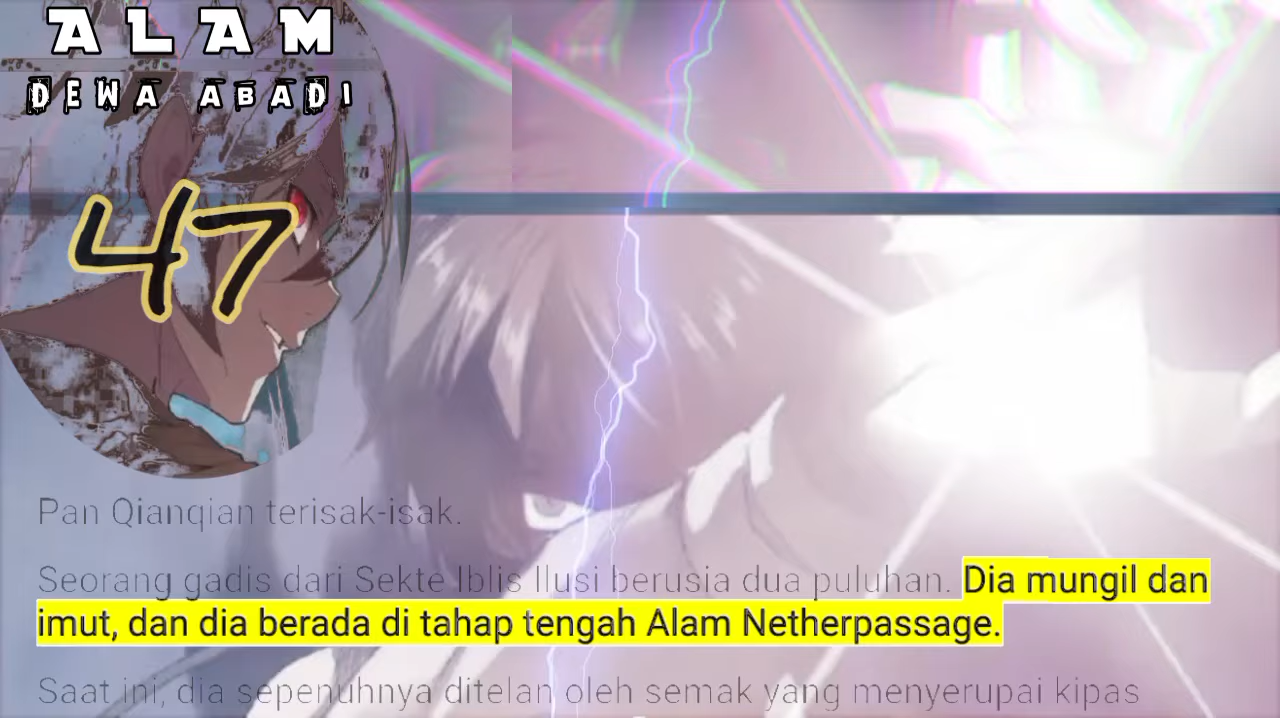 ALAM
DEWA ABADI
47
Pan Qianqian terisak-isak.
Seorang gadis dari Sekte Iblis Ilusi berusia dua puluhan. Dia mungil dan
imut, dan dia berada di tahap tengah Alam Netherpassage.
Saat ini, dia sepenuhnya ditelan oleh semak yang menyerupai kipas